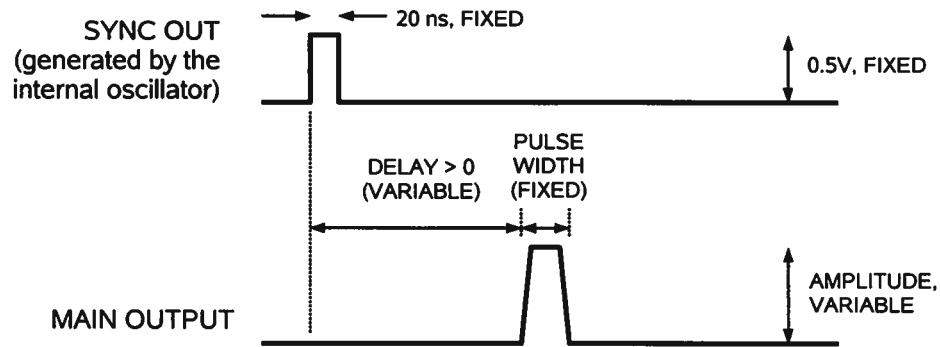 20 ns, FIXED
SYNC OUT
(generated by the
internal oscillator)
0.5V, FIXED
PULSE
WIDTH
(FIXED)
DELAY > 0
(VARIABLE)
AMPLITUDE,
VARIABLE
MAIN OUTPUT